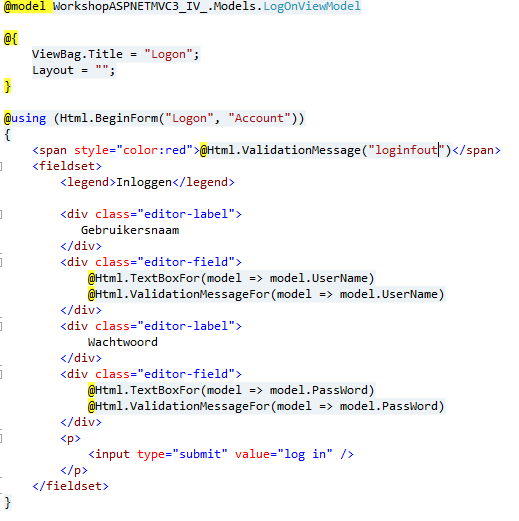 @model WorkshopASPNETMVC3_IV_.Models.LogOnViewModel
@{
ViewBag.Title = "Logon";
Layout = "";
}
@using (Html.BeginForm("Logon", "Account"))
{
<span style="color:red">@Html.ValidationMessage("loginfout")</span>
<fieldset>
<legend>Inloggen</legend>
<div class="editor-label">
Gebruikersnaam
</div>
<div class="editor-field">
@Html.TextBoxFor(model => model.UserName)
@Html.ValidationMessageFor(model => model.UserName)
</div>
<div class="editor-label">
Wachtwoord
</div>
<div class="editor-field">
@Html.TextBoxFor(model => model.PassWord)
@Html.ValidationMessageFor(model => model.PassWord)
</div>
<p>
<input type="submit" value="log in" />
</p>
</fieldset>
}